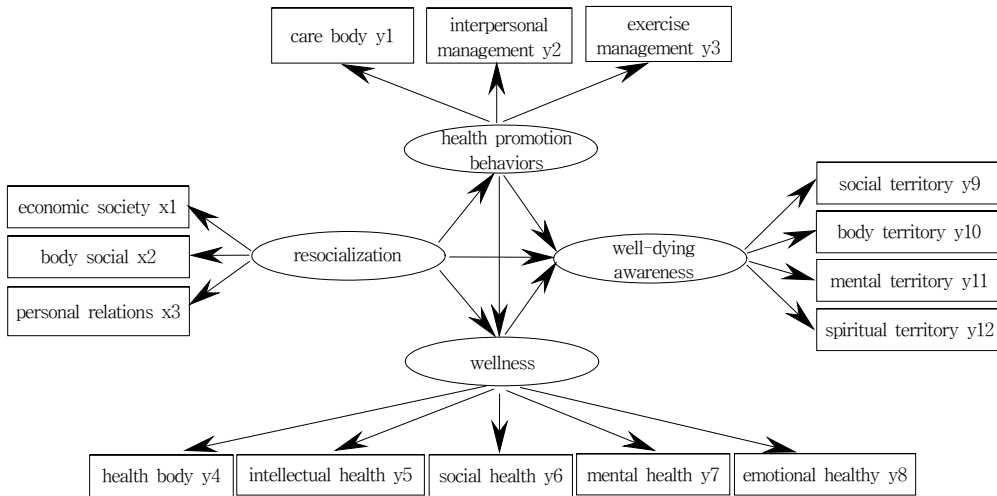 care body y1
interpersonal
management y2
exercise
management y3
health promotion
behaviors
economic society x1
body social x2
personal relations x3
resocialization
well-dying
awareness
social territory y9
body territory y10
mental territory y11
spiritual territory y12
wellness
health body y4
intellectual health y5
social health y6
mental health y7
emotional healthy y8